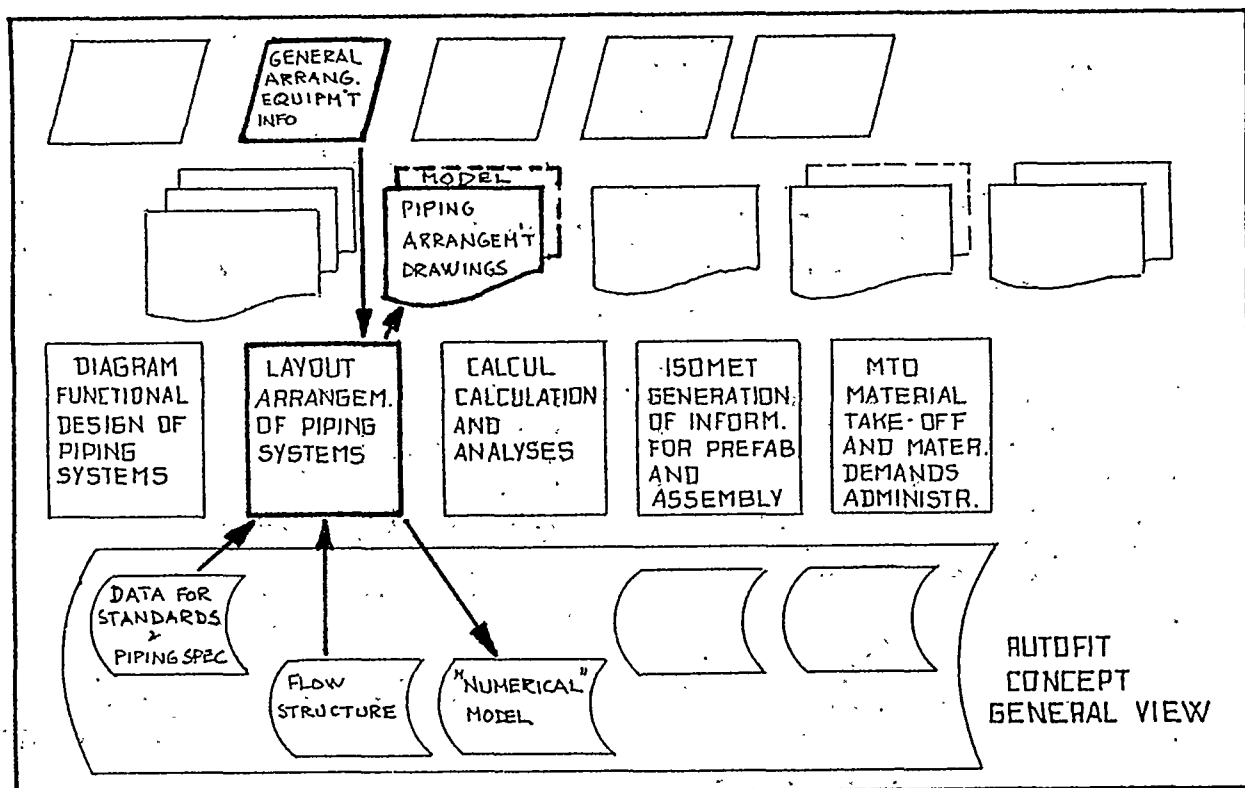 GENERAL
ARRANG.
EQUIPM'T
INFO
MODEL
PIPING
ARRANGEM'T
DRAWINGS
DIAGRAM
FUNCTIONAL
DESIGN OF
PIPING
SYSTEMS
LAYOUT
ARRANGEM.
OF PIPING
SYSTEMS
CALCUL
CALCULATION
AND
ANALYSES
ISOMET
GENERATION
OF INFORM.
FOR PREFAB
AND
ASSEMBLY
MTO
MATERIAL
TAKE-OFF
AND MATER.
DEMANDS
ADMINISTR.
DATA FOR
STANDARDS
&
PIPING SPEC
FLOW
STRUCTURE
"NUMERICAL"
MODEL
AUTOFIT
CONCEPT
GENERAL VIEW